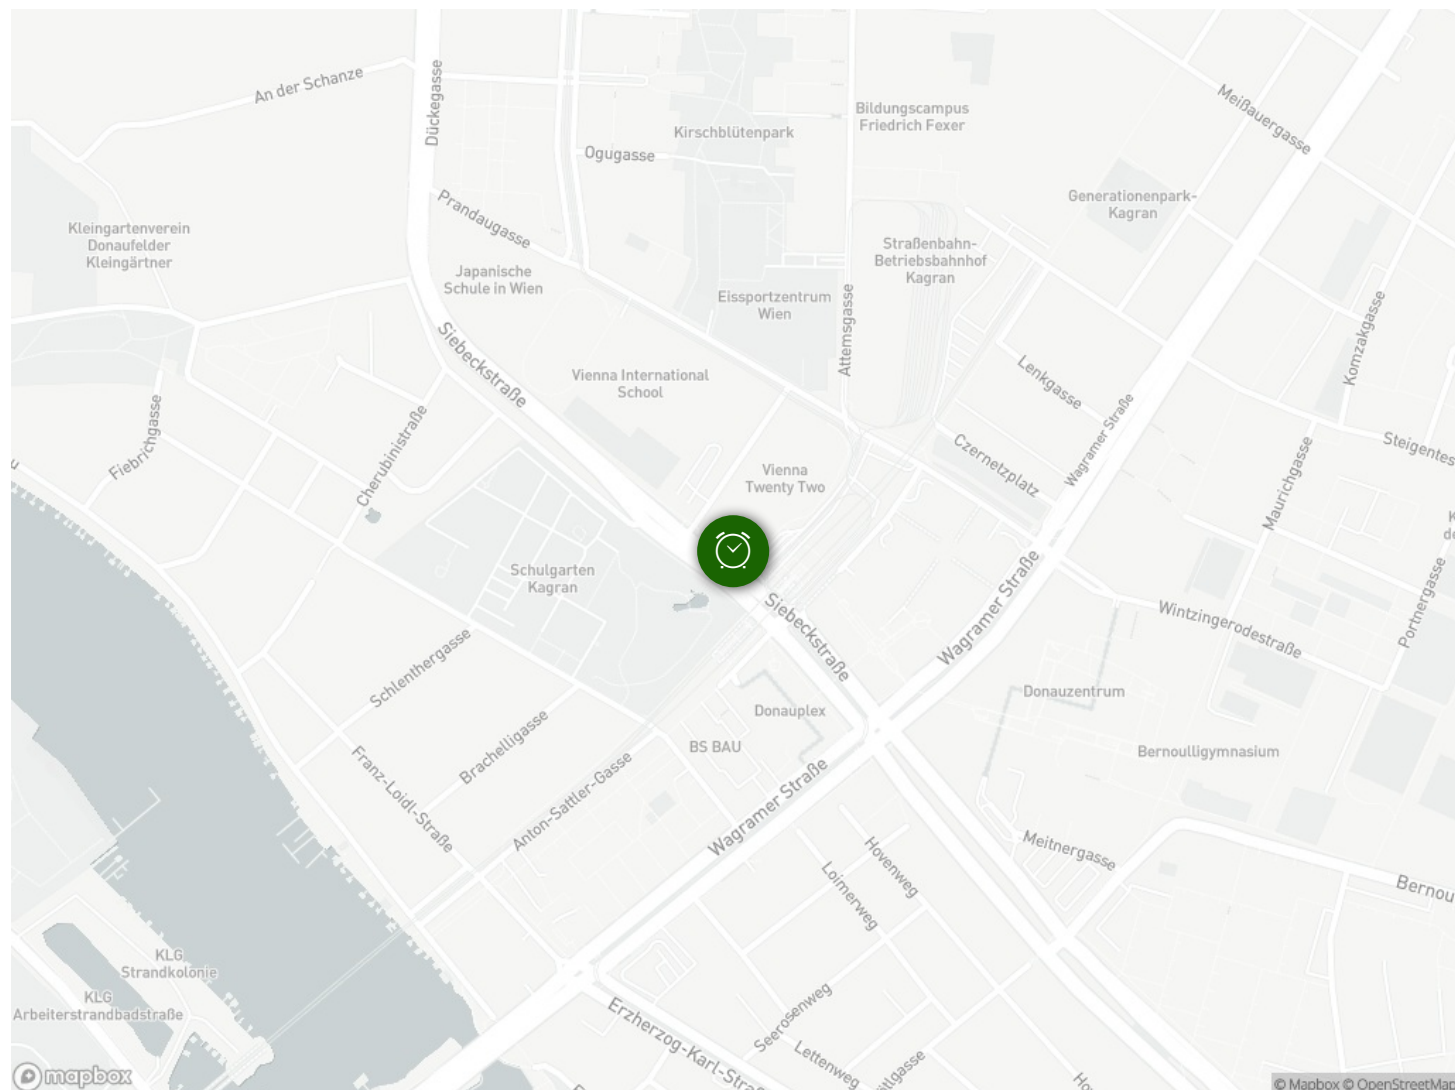 An der Schanze
Dückegasse
Kirschblütenpark
Bildungscampus
Friedrich Fexer
Meißauergasse
Ogugasse
Prandaugasse
Generationenpark-
Kagran
Kleingartenverein
Donaufelder
Kleingärtner
Japanische
Schule in Wien
Straßenbahn-
Betriebsbahnhof
Kagran
Eissportzentrum
Wien
Attemsgasse
Komzakgasse
Siebeckstraße
Vienna International
School
Lenkgasse
Wagramer Straße
Fiebrichgasse
Cherubinistraße
Czernetzplatz
Steigentes
Maurichgasse
Vienna
Twenty Two
Schulgarten
Kagran
Siebeckstraße
Wagramer Straße
Wintzingerodestraße
Portnergasse
Schlenthergasse
Donauzentrum
Donauplex
BS BAU
Bernoulligymnasium
Brachelligasse
Franz-Loidl-Straße
Anton-Sattler-Gasse
Wagramer Straße
Hovenweg
Loimerweg
Meitnergasse
Bernou
KLG
Strandkolonie
KLG
Arbeiterstrandbadstraße
Seerosenweg
Erzherzog-Karl-Straß
Lettenweg
mapbox
© Mapbox © OpenStreetMap